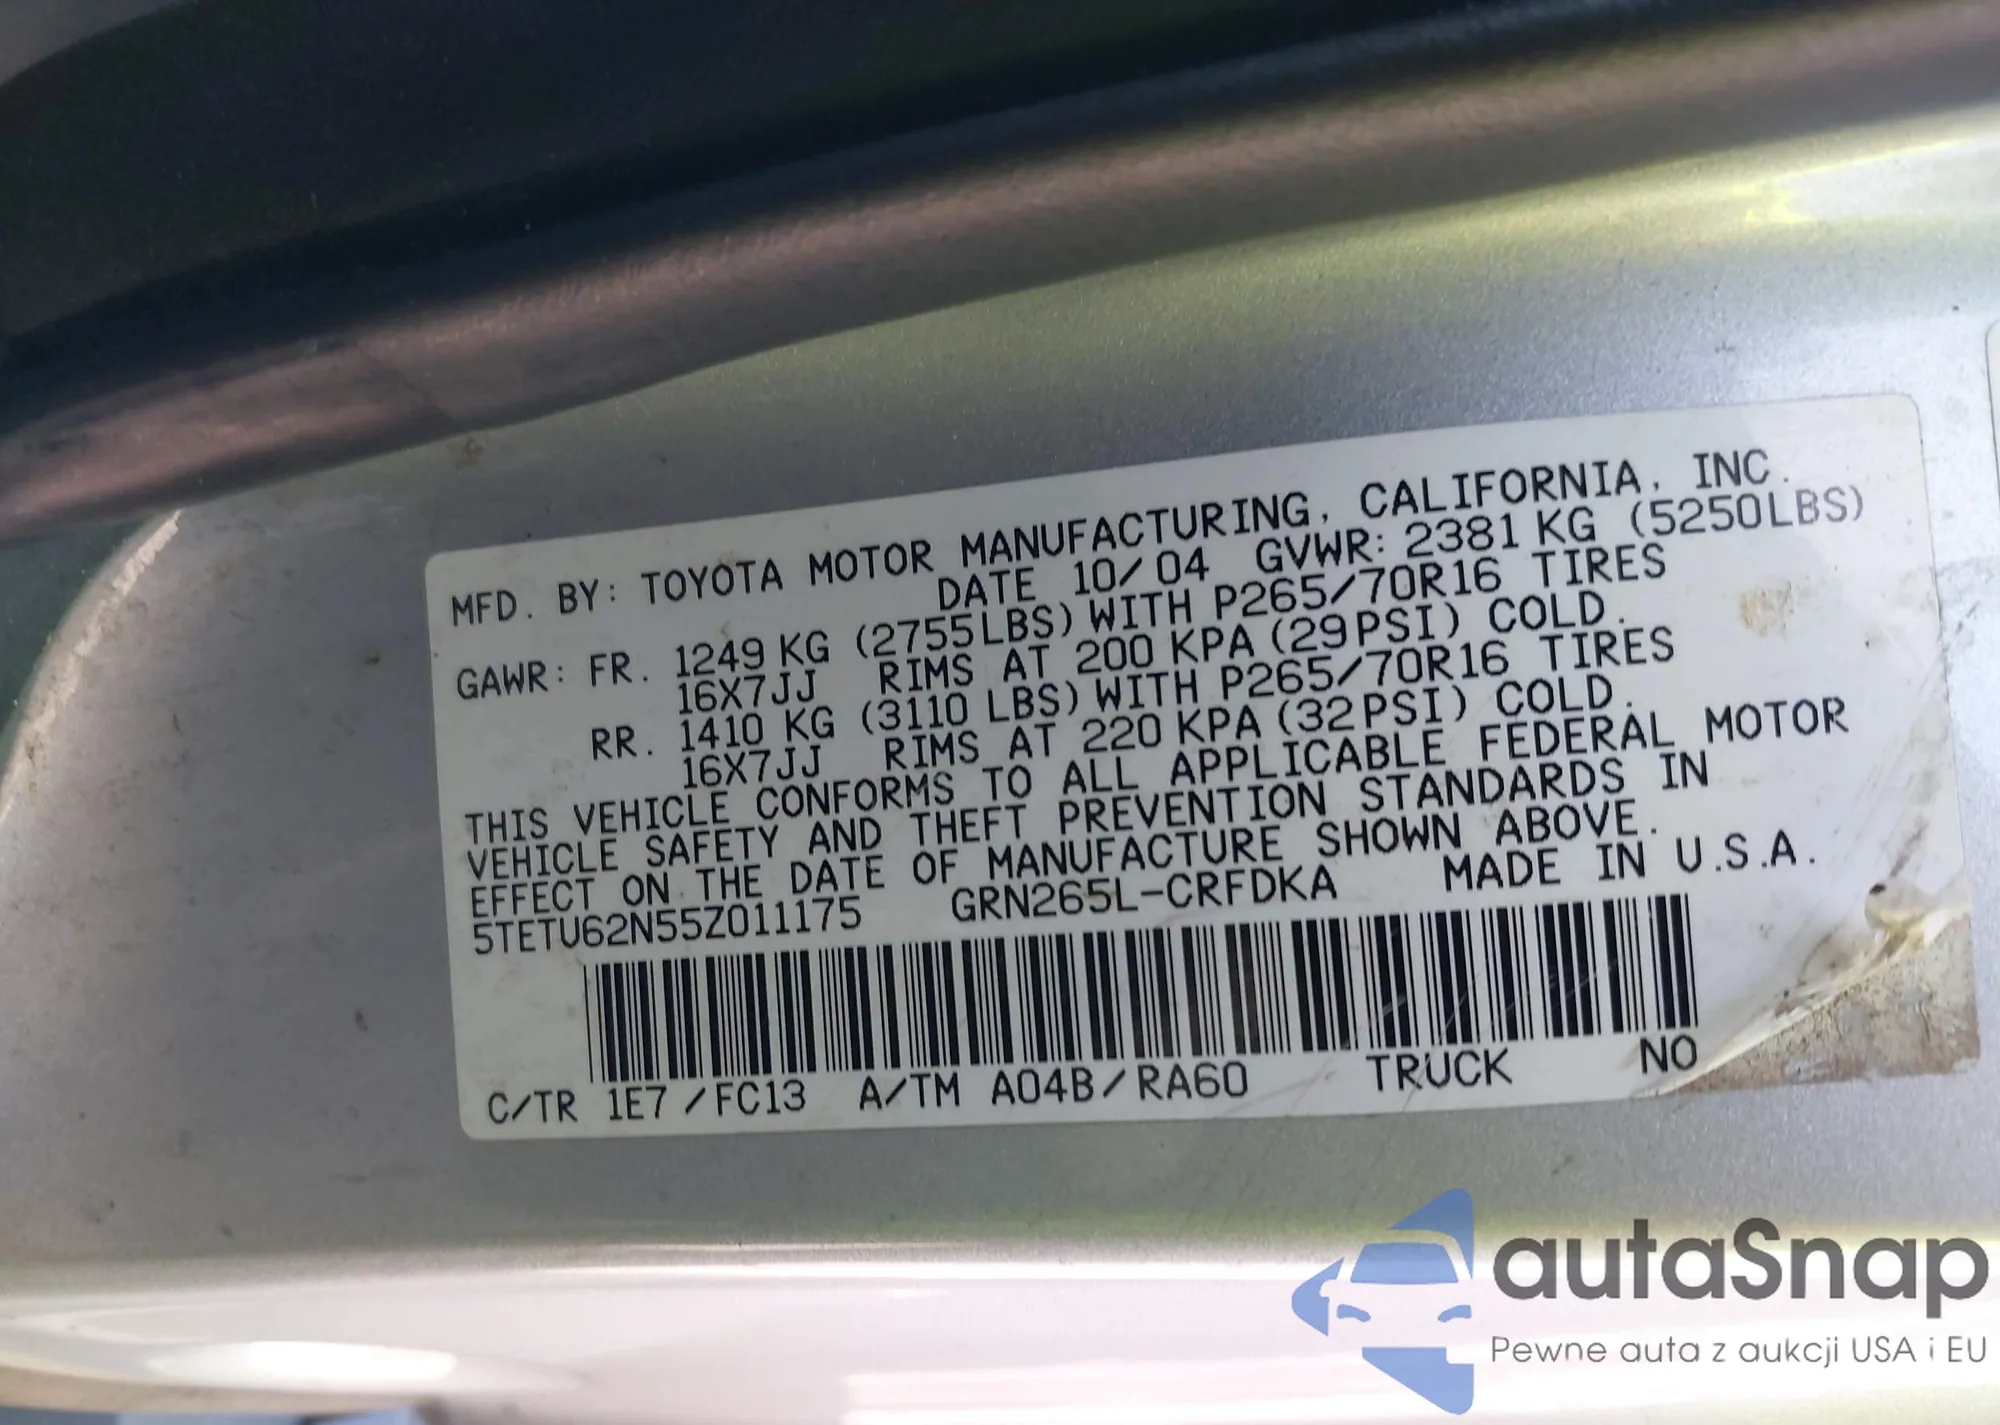 MFD. BY: TOYOTA MOTOR MANUFACTURING, CALIFORNIA, INC.
DATE 10/04 GVWR: 2381 KG (5250LBS)
GAWR: FR. 1249 KG (2755LBS) WITH P265/70R16 TIRES
16X7JJ RIMS AT 200 KPA (29PSI) COLD.
RR. 1410 KG (3110 LBS) WITH P265/70R16 TIRES
16X7JJ RIMS AT 220 KPA (32PSI) COLD.
THIS VEHICLE CONFORMS TO ALL APPLICABLE FEDERAL MOTOR
VEHICLE SAFETY AND THEFT PREVENTION STANDARDS IN
EFFECT ON THE DATE OF MANUFACTURE SHOWN ABOVE.
5TETU62N55Z011175 GRN265L-CRFDKA MADE IN U.S.A.
C/TR 1E7/FC13 A/TM A04B/RA60 TRUCK NO
autaSnap
Pewne auta z aukcji USA i EU